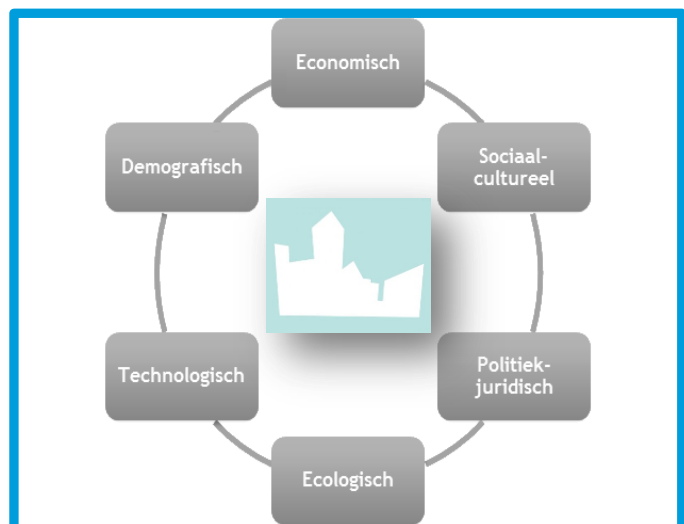 Economisch
Demografisch
Sociaal-
cultureel
Technologisch
Politiek-
juridisch
Ecologisch